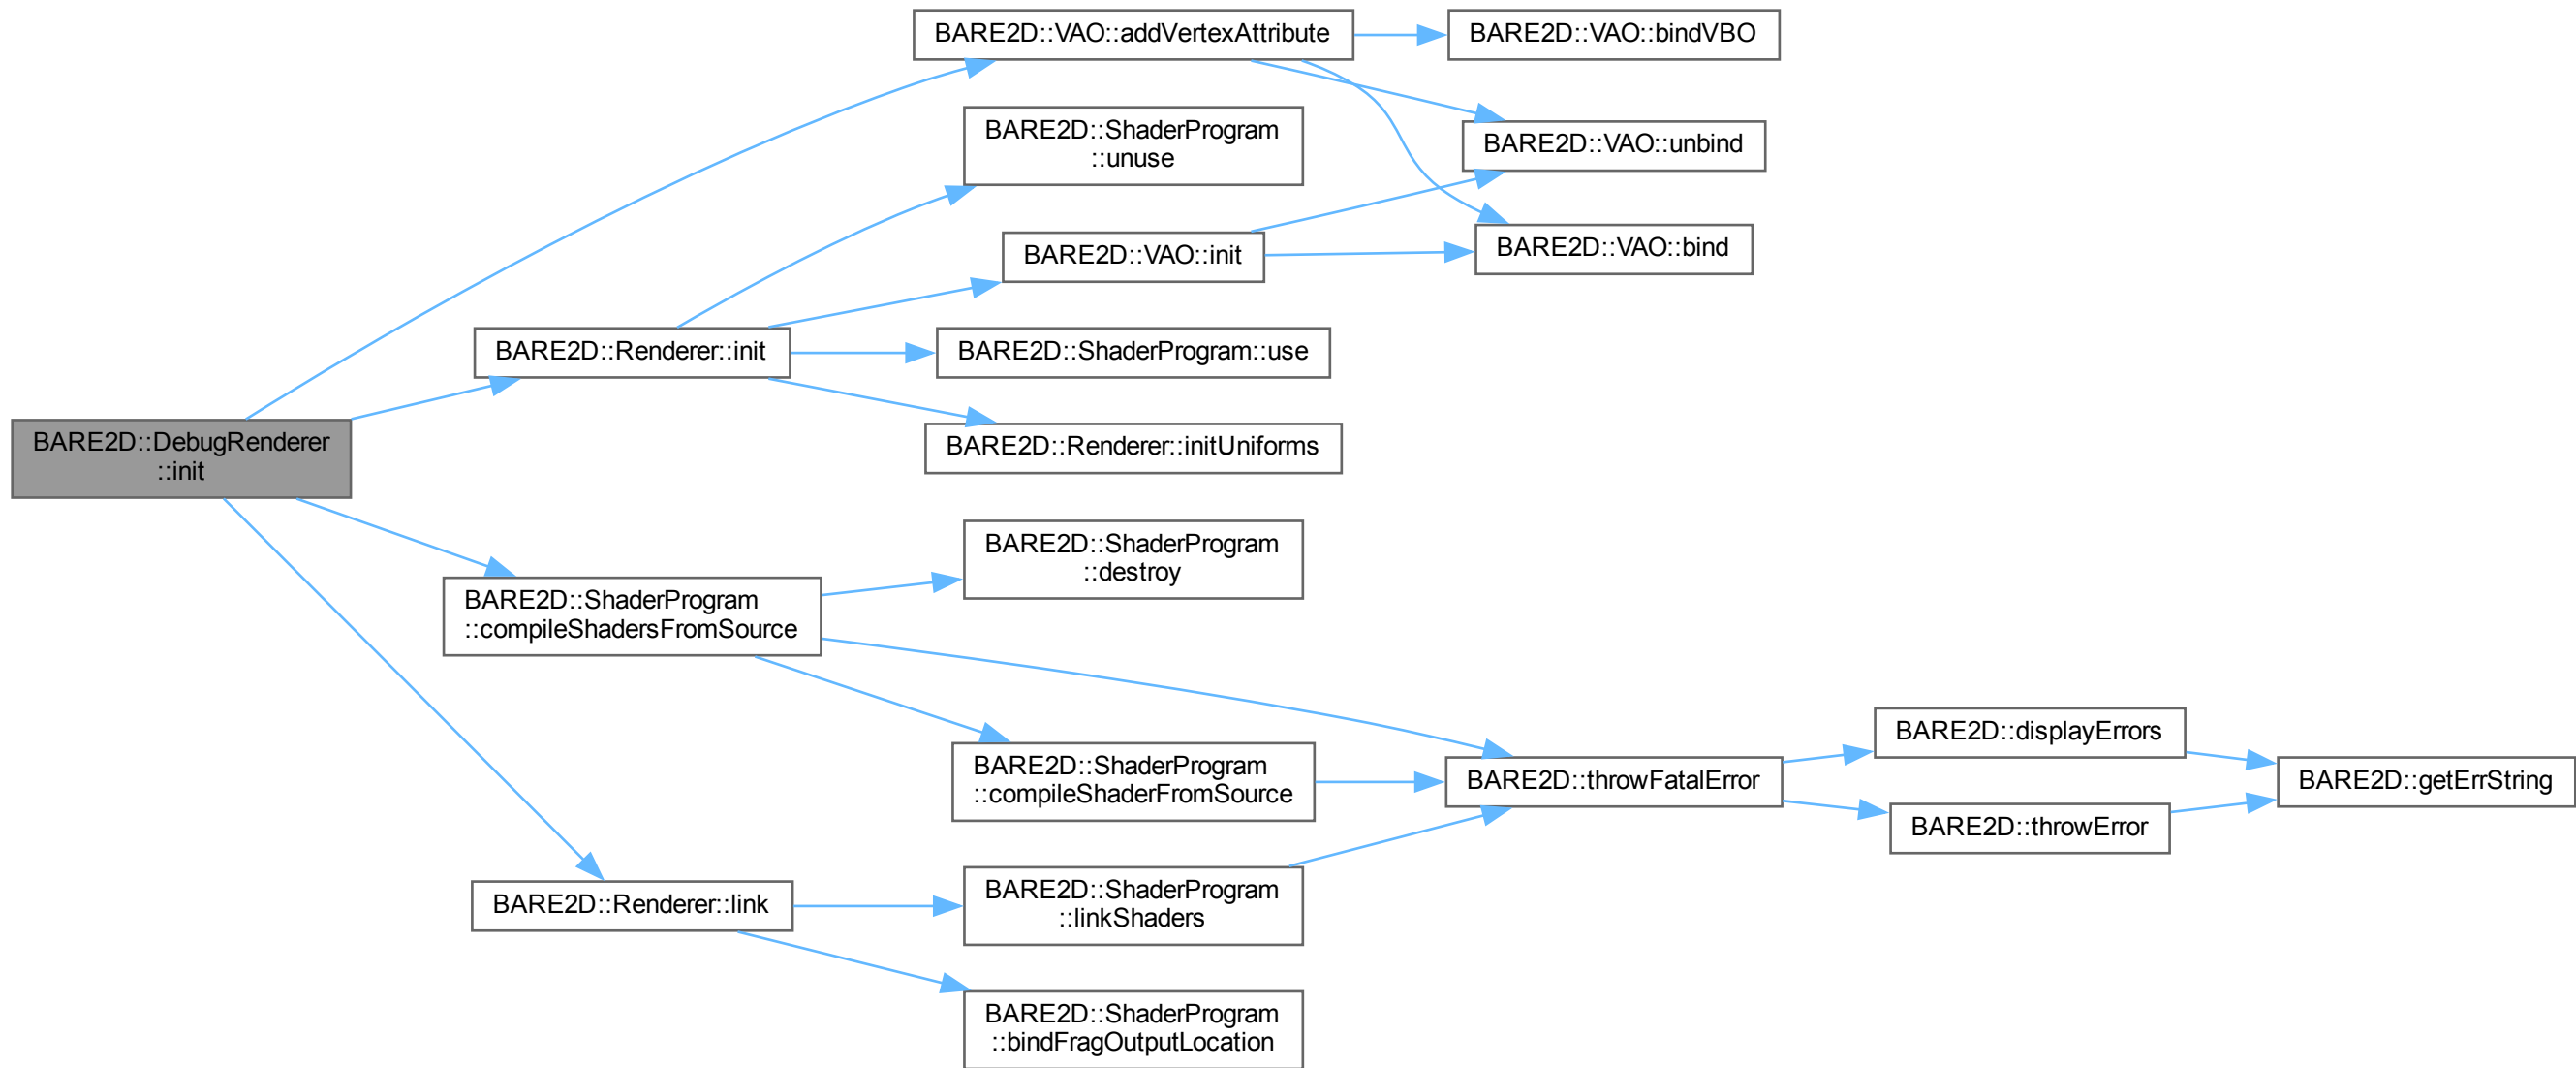 BARE2D::VAO::addVertexAttribute
BARE2D::VAO::bindVBO
BARE2D::ShaderProgram
::unuse
BARE2D::VAO::unbind
BARE2D::VAO::init
BARE2D::VAO::bind
BARE2D::Renderer::init
BARE2D::ShaderProgram::use
BARE2D::DebugRenderer
::init
BARE2D::Renderer::initUniforms
BARE2D::ShaderProgram
::destroy
BARE2D::ShaderProgram
::compileShadersFromSource
BARE2D::displayErrors
BARE2D::ShaderProgram
::compileShaderFromSource
BARE2D::throwFatalError
BARE2D::getErrString
BARE2D::throwError
BARE2D::Renderer::link
BARE2D::ShaderProgram
::linkShaders
BARE2D::ShaderProgram
::bindFragOutputLocation